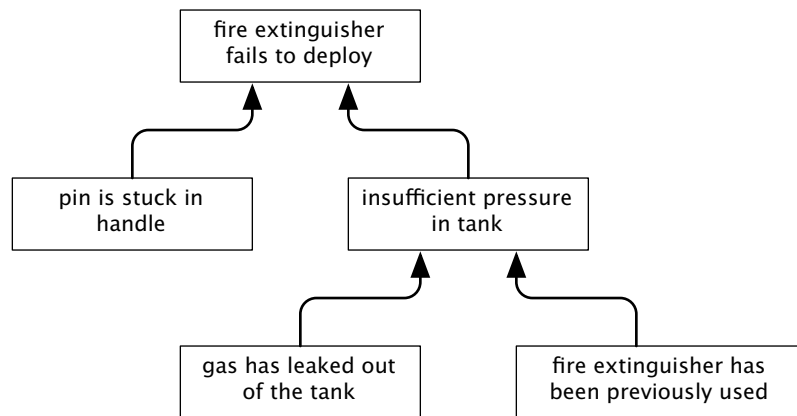 fire extinguisher
fails to deploy
pin is stuck in
handle
insufficient pressure
in tank
gas has leaked out
of the tank
fire extinguisher has
been previously used